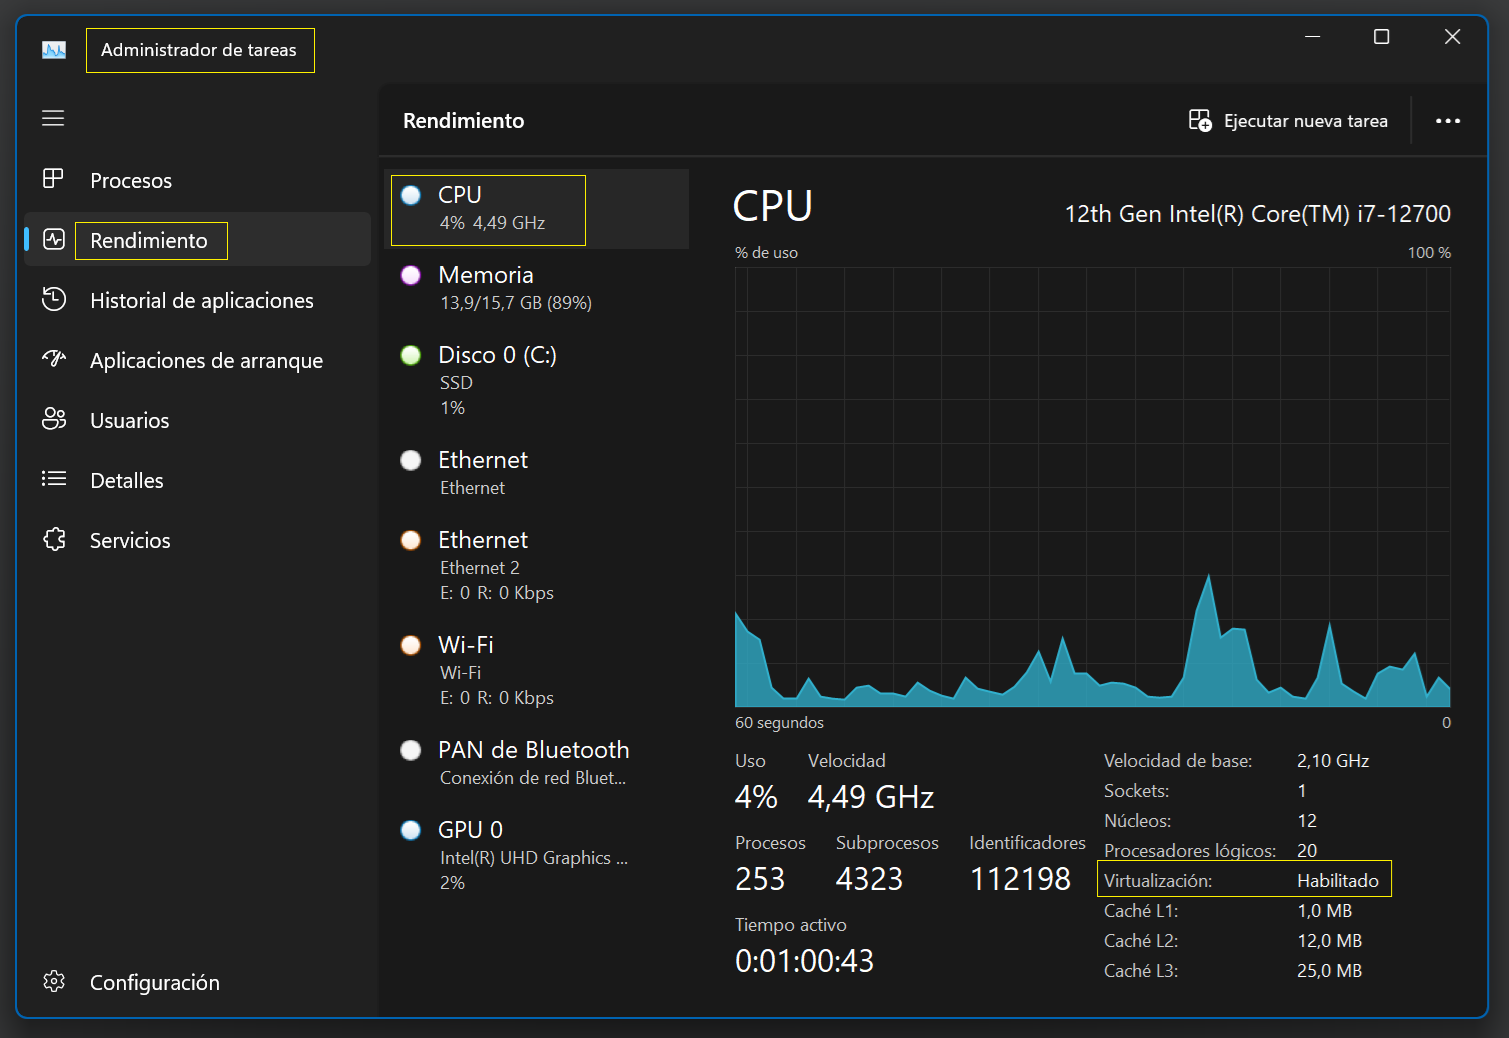 Administrador de tareas
Procesos
Rendimiento
Historial de aplicaciones
Aplicaciones de arranque
Usuarios
Detalles
Servicios
Configuración
Rendimiento
Ejecutar nueva tarea
CPU
4% 4,49 GHz
Memoria
13,9/15,7 GB (89%)
Disco 0 (C:)
SSD
1%
Ethernet
Ethernet
Ethernet
Ethernet 2
E: 0 R: 0 Kbps
Wi-Fi
Wi-Fi
E: 0 R: 0 Kbps
PAN de Bluetooth
Conexión de red Bluet...
GPU 0
Intel(R) UHD Graphics ...
2%
CPU
12th Gen Intel(R) Core(TM) i7-12700
% de uso 100 %
60 segundos 0
Uso Velocidad
4% 4,49 GHz
Procesos Subprocesos Identificadores
253 4323 112198
Tiempo activo
0:01:00:43
Velocidad de base: 2,10 GHz
Sockets: 1
Núcleos: 12
Procesadores lógicos: 20
Virtualización: Habilitado
Caché L1: 1,0 MB
Caché L2: 12,0 MB
Caché L3: 25,0 MB